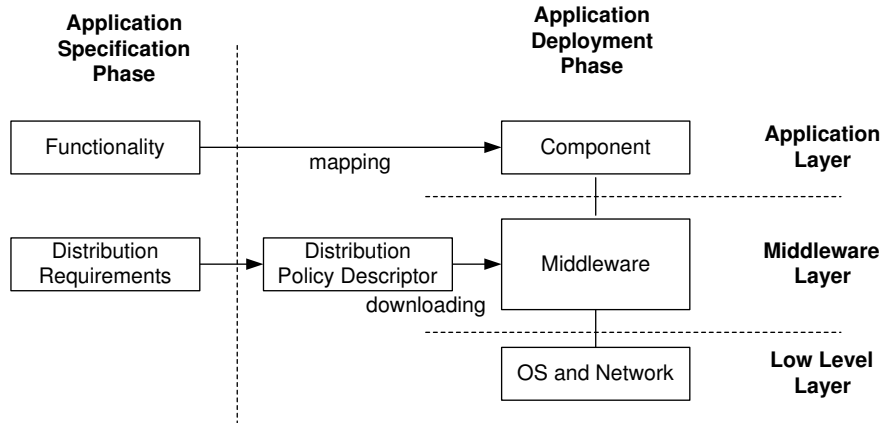 Application
Specification
Phase
Application
Deployment
Phase
Functionality
mapping
Component
Application
Layer
Distribution
Requirements
Distribution
Policy Descriptor
downloading
Middleware
Middleware
Layer
OS and Network
Low Level
Layer